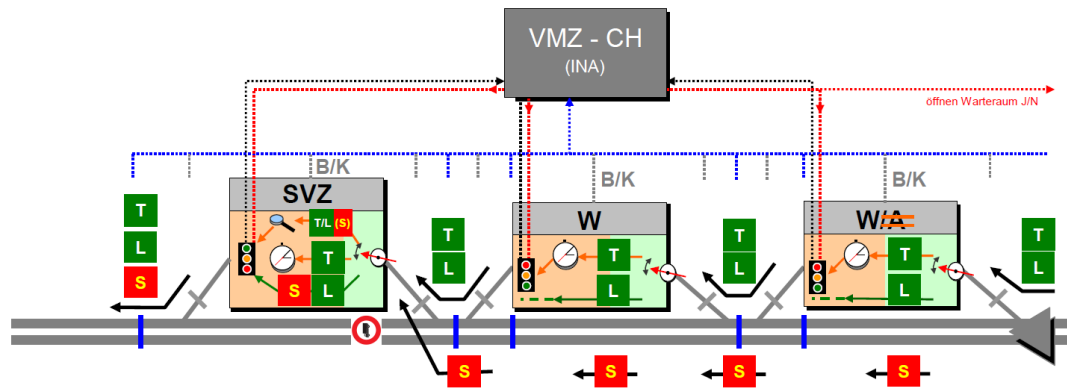 VMZ - CH
(INA)
öffnen Warteraum J/N
B/K
B/K
B/K
SVZ
W
W/A
T
L
S
T/L (S)
T
S L
T
L
T
L
T
L
T
L
T
L
S
S
S
S